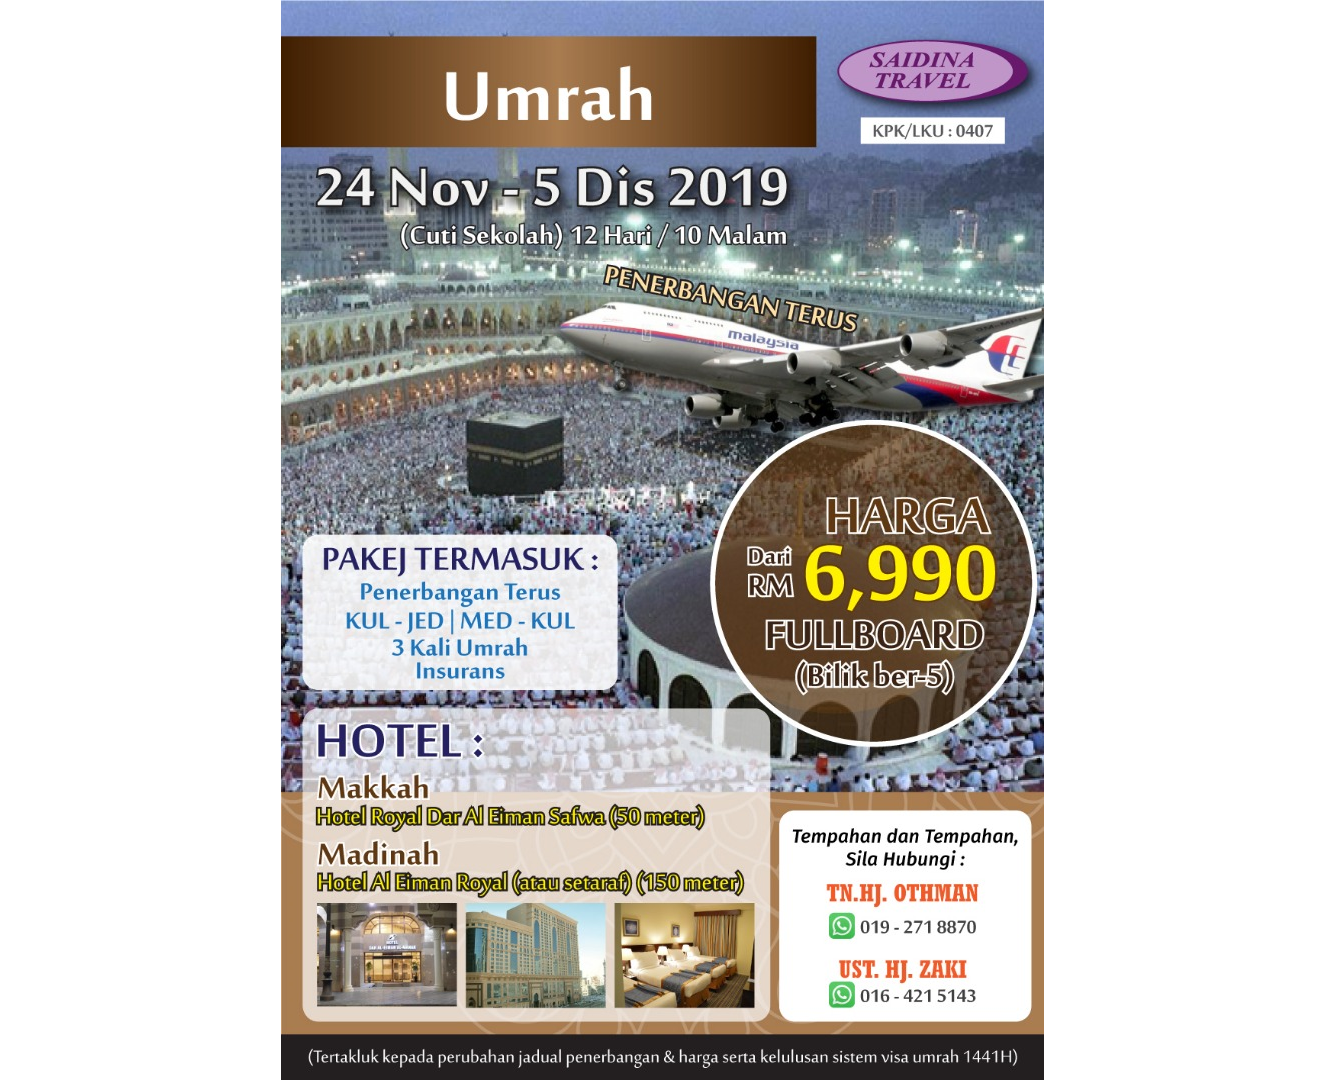 Umrah
SAIDINA
TRAVEL
KPK/LKU : 0407
24 Nov - 5 Dis 2019
(Cuti Sekolah) 12 Hari / 10 Malam
PENERBANGAN TERUS
malaysia
HARGA
Dari
RM 6,990
FULLBOARD
(Bilik ber-5)
PAKEJ TERMASUK :
Penerbangan Terus
KUL - JED | MED - KUL
3 Kali Umrah
Insurans
HOTEL :
Makkah
Hotel Royal Dar Al Eiman Safwa (50 meter)
Madinah
Hotel Al Eiman Royal (atau setaraf) (150 meter)
Tempahan dan Tempahan,
Sila Hubungi :
TN.HJ. OTHMAN
019 - 271 8870
UST. HJ. ZAKI
016 - 421 5143
(Tertakluk kepada perubahan jadual penerbangan & harga serta kelulusan sistem visa umrah 1441H)